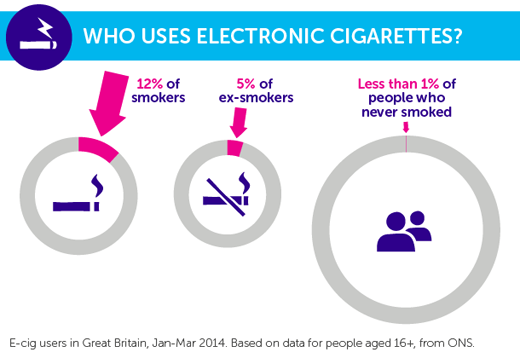 WHO USES ELECTRONIC CIGARETTES?
12% of
smokers
5% of
ex-smokers
Less than 1% of
people who
never smoked
E-cig users in Great Britain, Jan-Mar 2014. Based on data for people aged 16+, from ONS.